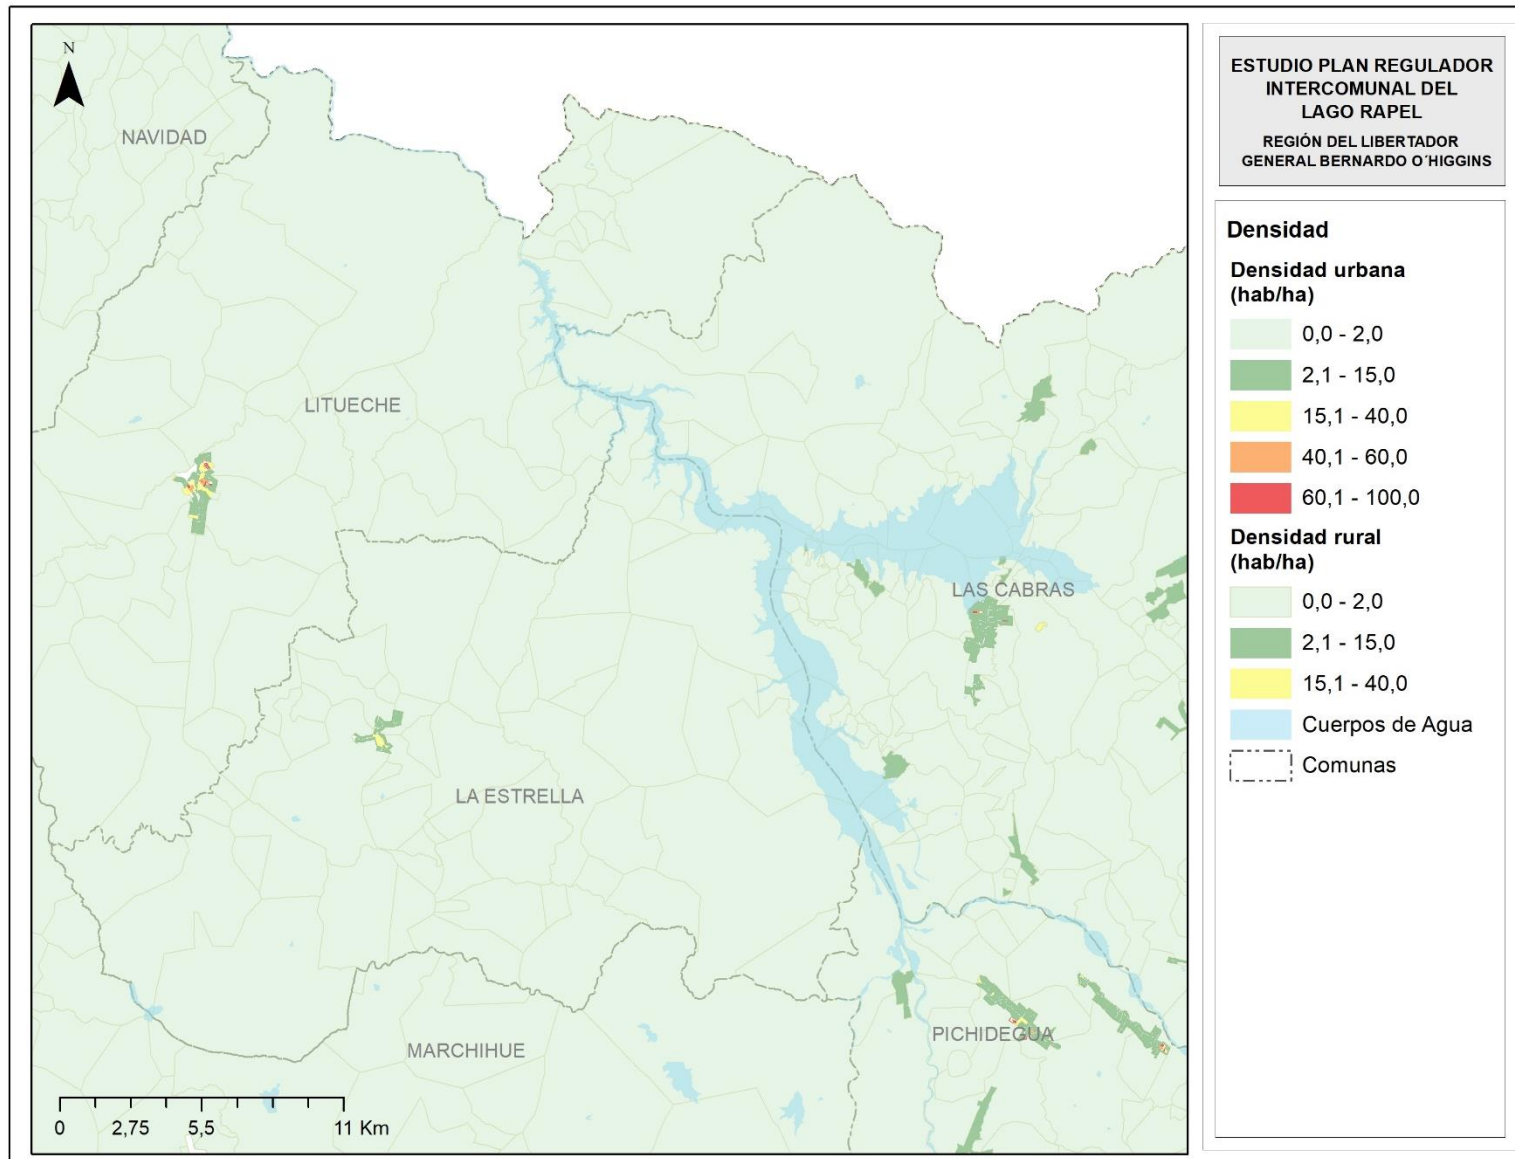 N
NAVIDAD
LITUECHE
LAS CABRAS
LA ESTRELLA
PICHIDEGUA
MARCHIHUE
0 2,75 5,5 11 Km
ESTUDIO PLAN REGULADOR
INTERCOMUNAL DEL
LAGO RAPEL
REGIÓN DEL LIBERTADOR
GENERAL BERNARDO O´HIGGINS
Densidad
Densidad urbana
(hab/ha)
0,0 - 2,0
2,1 - 15,0
15,1 - 40,0
40,1 - 60,0
60,1 - 100,0
Densidad rural
(hab/ha)
0,0 - 2,0
2,1 - 15,0
15,1 - 40,0
Cuerpos de Agua
Comunas